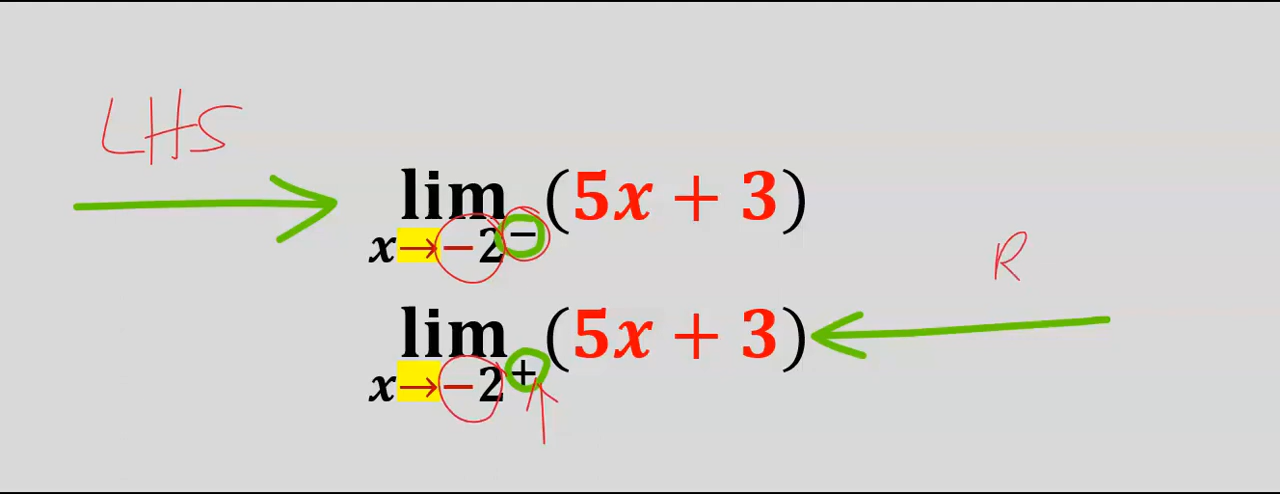 LHS
lim (5x + 3)
x → −2⁻
R
lim (5x + 3)
x → −2⁺